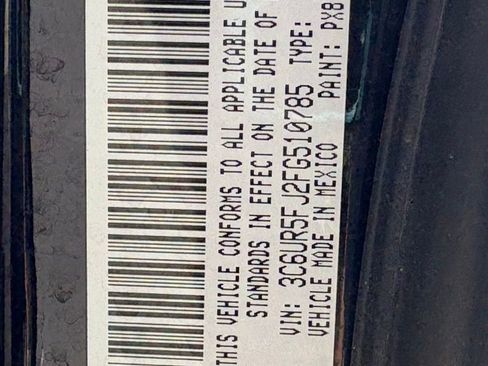 THIS VEHICLE CONFORMS TO ALL APPLICABLE U
STANDARDS IN EFFECT ON THE DATE OF
VIN: 3C6UR5FJ2FG510785 TYPE:
VEHICLE MADE IN MEXICO PAINT: PX8